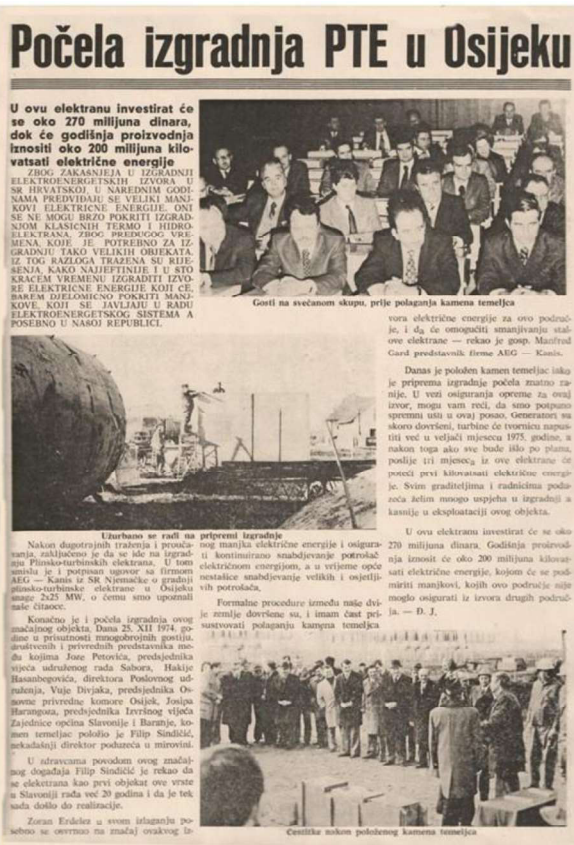 Počela izgradnja PTE u Osijeku
U ovu elektranu investirat će
se oko 270 milijuna dinara,
dok će godišnja proizvodnja
iznositi oko 200 milijuna kilo-
vatsati električne energije
ZBOG ZAKAŠNJENJA U IZGRADNJI
ELEKTROENERGETSKIH IZVORA U
SR HRVATSKOJ, U NAREDNIM GODI-
NAMA PREDVIĐAJU SE VELIKI MANJ-
KOVI ELEKTRIČNE ENERGIJE. ONI
SE NE MOGU BRZO POKRITI IZGRAD-
NJOM KLASIČNIH TERMO I HIDRO-
ELEKTRANA, ZBOG PREDUGOG VRE-
MENA, KOJE JE POTREBNO ZA IZ-
GRADNJU TAKO VELIKIH OBJEKATA.
IZ TOG RAZLOGA TRAŽENA SU RJE-
ŠENJA, KAKO NAJJEFTINIJE I U ŠTO
KRAĆEM VREMENU IZGRADITI IZVO-
RE ELEKTRIČNE ENERGIJE KOJI ĆE,
BAREM DJELOMIČNO POKRITI MANJ-
KOVE, KOJI SE JAVLJAJU U RADU
ELEKTROENERGETSKOG SISTEMA A
POSEBNO U NAŠOJ REPUBLICI.
Gosti na svečanom skupu, prije polaganja kamena temeljca
Užurbano se radi na pripremi izgradnje
Nakon dugotrajnih traženja i prouča-
vanja, zaključeno je da se ide na izgrad-
nju Plinsko-turbinskih elektrana. U tom
smislu je i potpisan ugovor sa firmom
AEG — Kanis iz SR Njemačke o gradnji
plinsko-turbinske elektrane u Osijeku
snage 2x25 MW, o čemu smo upoznali
naše čitaoce.
Konačno je i počela izgradnja ovog
značajnog objekta. Dana 25. XII 1974. go-
dine u prisutnosti mnogobrojnih gostiju,
društvenih i privrednih predstavnika me-
đu kojima Joze Petovića, predsjednika
vijeća udruženog rada Sabora, Hakije
Hasanbegovića, direktora Poslovnog ud-
ruženja, Vuje Divjaka, predsjednika Os-
novne privredne komore Osijek, Josipa
Harangoza, predsjednika Izvršnog vijeća
Zajednice općina Slavonije i Baranje, ka-
men temeljac položio je Filip Sindičić,
nekadašnji direktor poduzeća u mirovini.
U zdravcama povodom ovog značaj-
nog događaja Filip Sindičić je rekao da
se elektrana kao prvi objekat ove vrste
u Slavoniji rađa već 20 godina i da je tek
sada došlo do realizacije.
Zoran Erdelez u svom izlaganju po-
sebno se osvrnuo na značaj ovakvog iz-
vora električne energije za ovo područ-
je, i da će omogućiti smanjivanju
elektrane — rekao je gosp. Manfred
Gard predstavnik firme AEG — Kanis.
nog manjka električne energije i osigura-
ti kontinuirano snabdjevanje potrošač
električnom energijom, a u vrijeme opće
nestašice snabdjevanje velikih i osjetlji-
vih potrošača.
Formalne procedure između naše dvi-
je zemlje dovršene su, i imam čast pri-
sustvovati polaganju kamena temeljca
Danas je položen kamen temeljac iako
je priprema izgradnje počela znatno ra-
nije. U vezi osiguranja opreme za ovaj
izvor, mogu vam reći, da smo potpuno
spremni ušli u ovaj posao. Generatori su
skoro dovršeni, turbine će tvornicu napus-
titi već u veljači mjesecu 1975. godine, a
nakon toga ako sve bude išlo po planu,
poslije tri mjeseca iz ove elektrane će
poteći prvi kilovatsati električne energi-
je. Svim graditeljima i radnicima podu-
zeća želim mnogo uspjeha u izgradnji a
kasnije u eksploataciji ovog objekta.
U ovu elektranu investirat će se oko
270 milijuna dinara. Godišnja proizvod-
nja iznosit će oko 200 milijuna kilovat-
sati električne energije, kojom će se pod-
miriti manjkovi, kojih ovo područje nije
moglo osigurati iz izvora drugih područ-
ja. — Đ. J.
Čestitke nakon položenog kamena temeljca